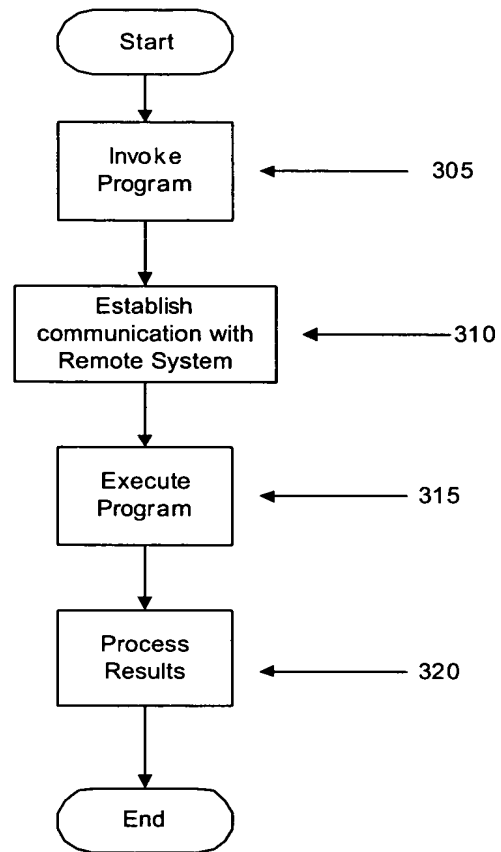 Start
Invoke
Program
305
Establish
communication with
Remote System
310
Execute
Program
315
Process
Results
320
End